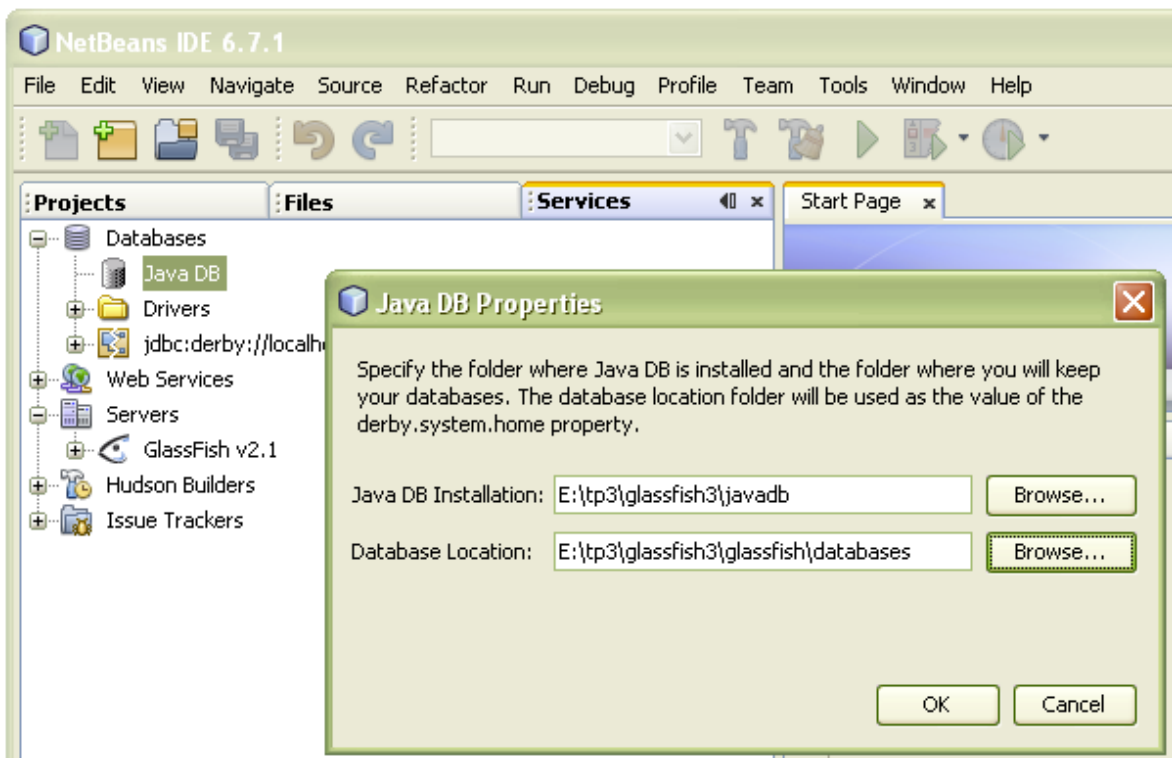 NetBeans IDE 6.7.1
File Edit View Navigate Source Refactor Run Debug Profile Team Tools Window Help
Projects Files Services Start Page
Databases
Java DB
Drivers
jdbc:derby://localh
Web Services
Servers
GlassFish v2.1
Hudson Builders
Issue Trackers
Java DB Properties
Specify the folder where Java DB is installed and the folder where you will keep
your databases. The database location folder will be used as the value of the
derby.system.home property.
Java DB Installation: E:\tp3\glassfish3\javadb Browse...
Database Location: E:\tp3\glassfish3\glassfish\databases Browse...
OK Cancel